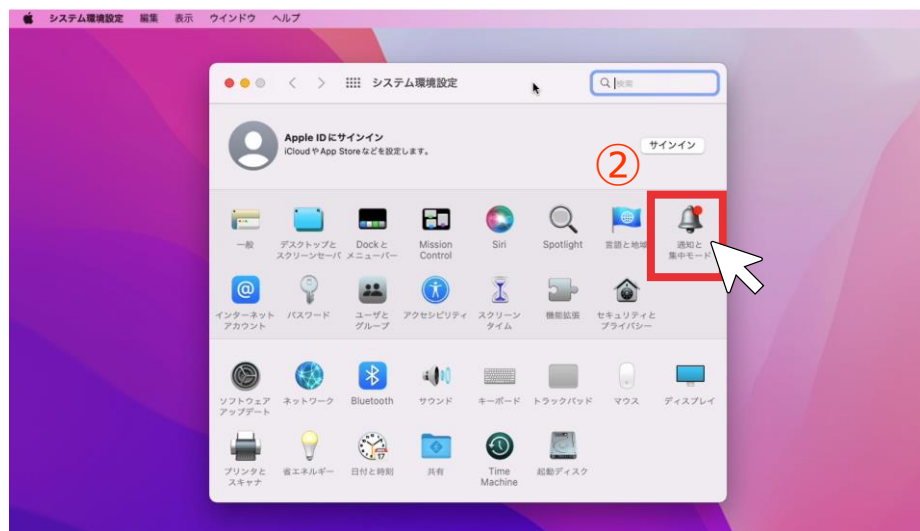 システム環境設定 編集 表示 ウインドウ ヘルプ
システム環境設定
検索
Apple IDにサインイン
iCloudやApp Storeなどを設定します。
サインイン
②
一般
デスクトップと
スクリーンセーバ
Dockと
メニューバー
Mission
Control
Siri
Spotlight
言語と地域
通知と
集中モード
インターネット
アカウント
パスワード
ユーザと
グループ
アクセシビリティ
スクリーン
タイム
機能拡張
セキュリティと
プライバシー
ソフトウェア
アップデート
ネットワーク
Bluetooth
サウンド
キーボード
トラックパッド
マウス
ディスプレイ
プリンタと
スキャナ
省エネルギー
17
日付と時刻
共有
Time
Machine
起動ディスク